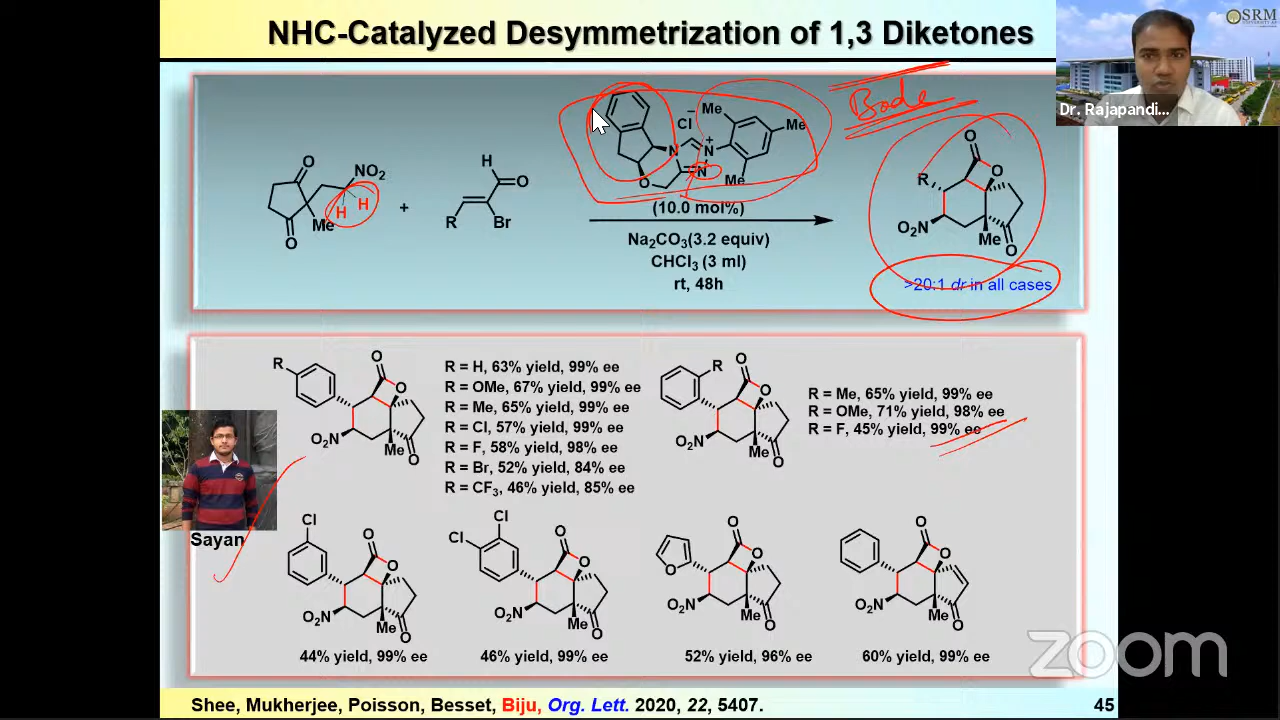 NHC-Catalyzed Desymmetrization of 1,3 Diketones
SRM
Dr. Rajapandi...
Bode
O
NO2
H
H
Me
O
+
H
O
R
Br
Cl
Me
Me
Me
N
N
N
O
(10.0 mol%)
Na2CO3(3.2 equiv)
CHCl3 (3 ml)
rt, 48h
O
O
R
O2N
Me
O
>20:1 dr in all cases
R
O
O
O2N
Me
O
R = H, 63% yield, 99% ee
R = OMe, 67% yield, 99% ee
R = Me, 65% yield, 99% ee
R = Cl, 57% yield, 99% ee
R = F, 58% yield, 98% ee
R = Br, 52% yield, 84% ee
R = CF3, 46% yield, 85% ee
R
O
O
O2N
Me
O
R = Me, 65% yield, 99% ee
R = OMe, 71% yield, 98% ee
R = F, 45% yield, 99% ee
Sayan
Cl
O
O
NO2
Me
O
44% yield, 99% ee
Cl
Cl
O
O
NO2
Me
O
46% yield, 99% ee
O
O
O
NO2
Me
O
52% yield, 96% ee
O
O
NO2
Me
O
60% yield, 99% ee
zoom
Shee, Mukherjee, Poisson, Besset, Biju, Org. Lett. 2020, 22, 5407.
45